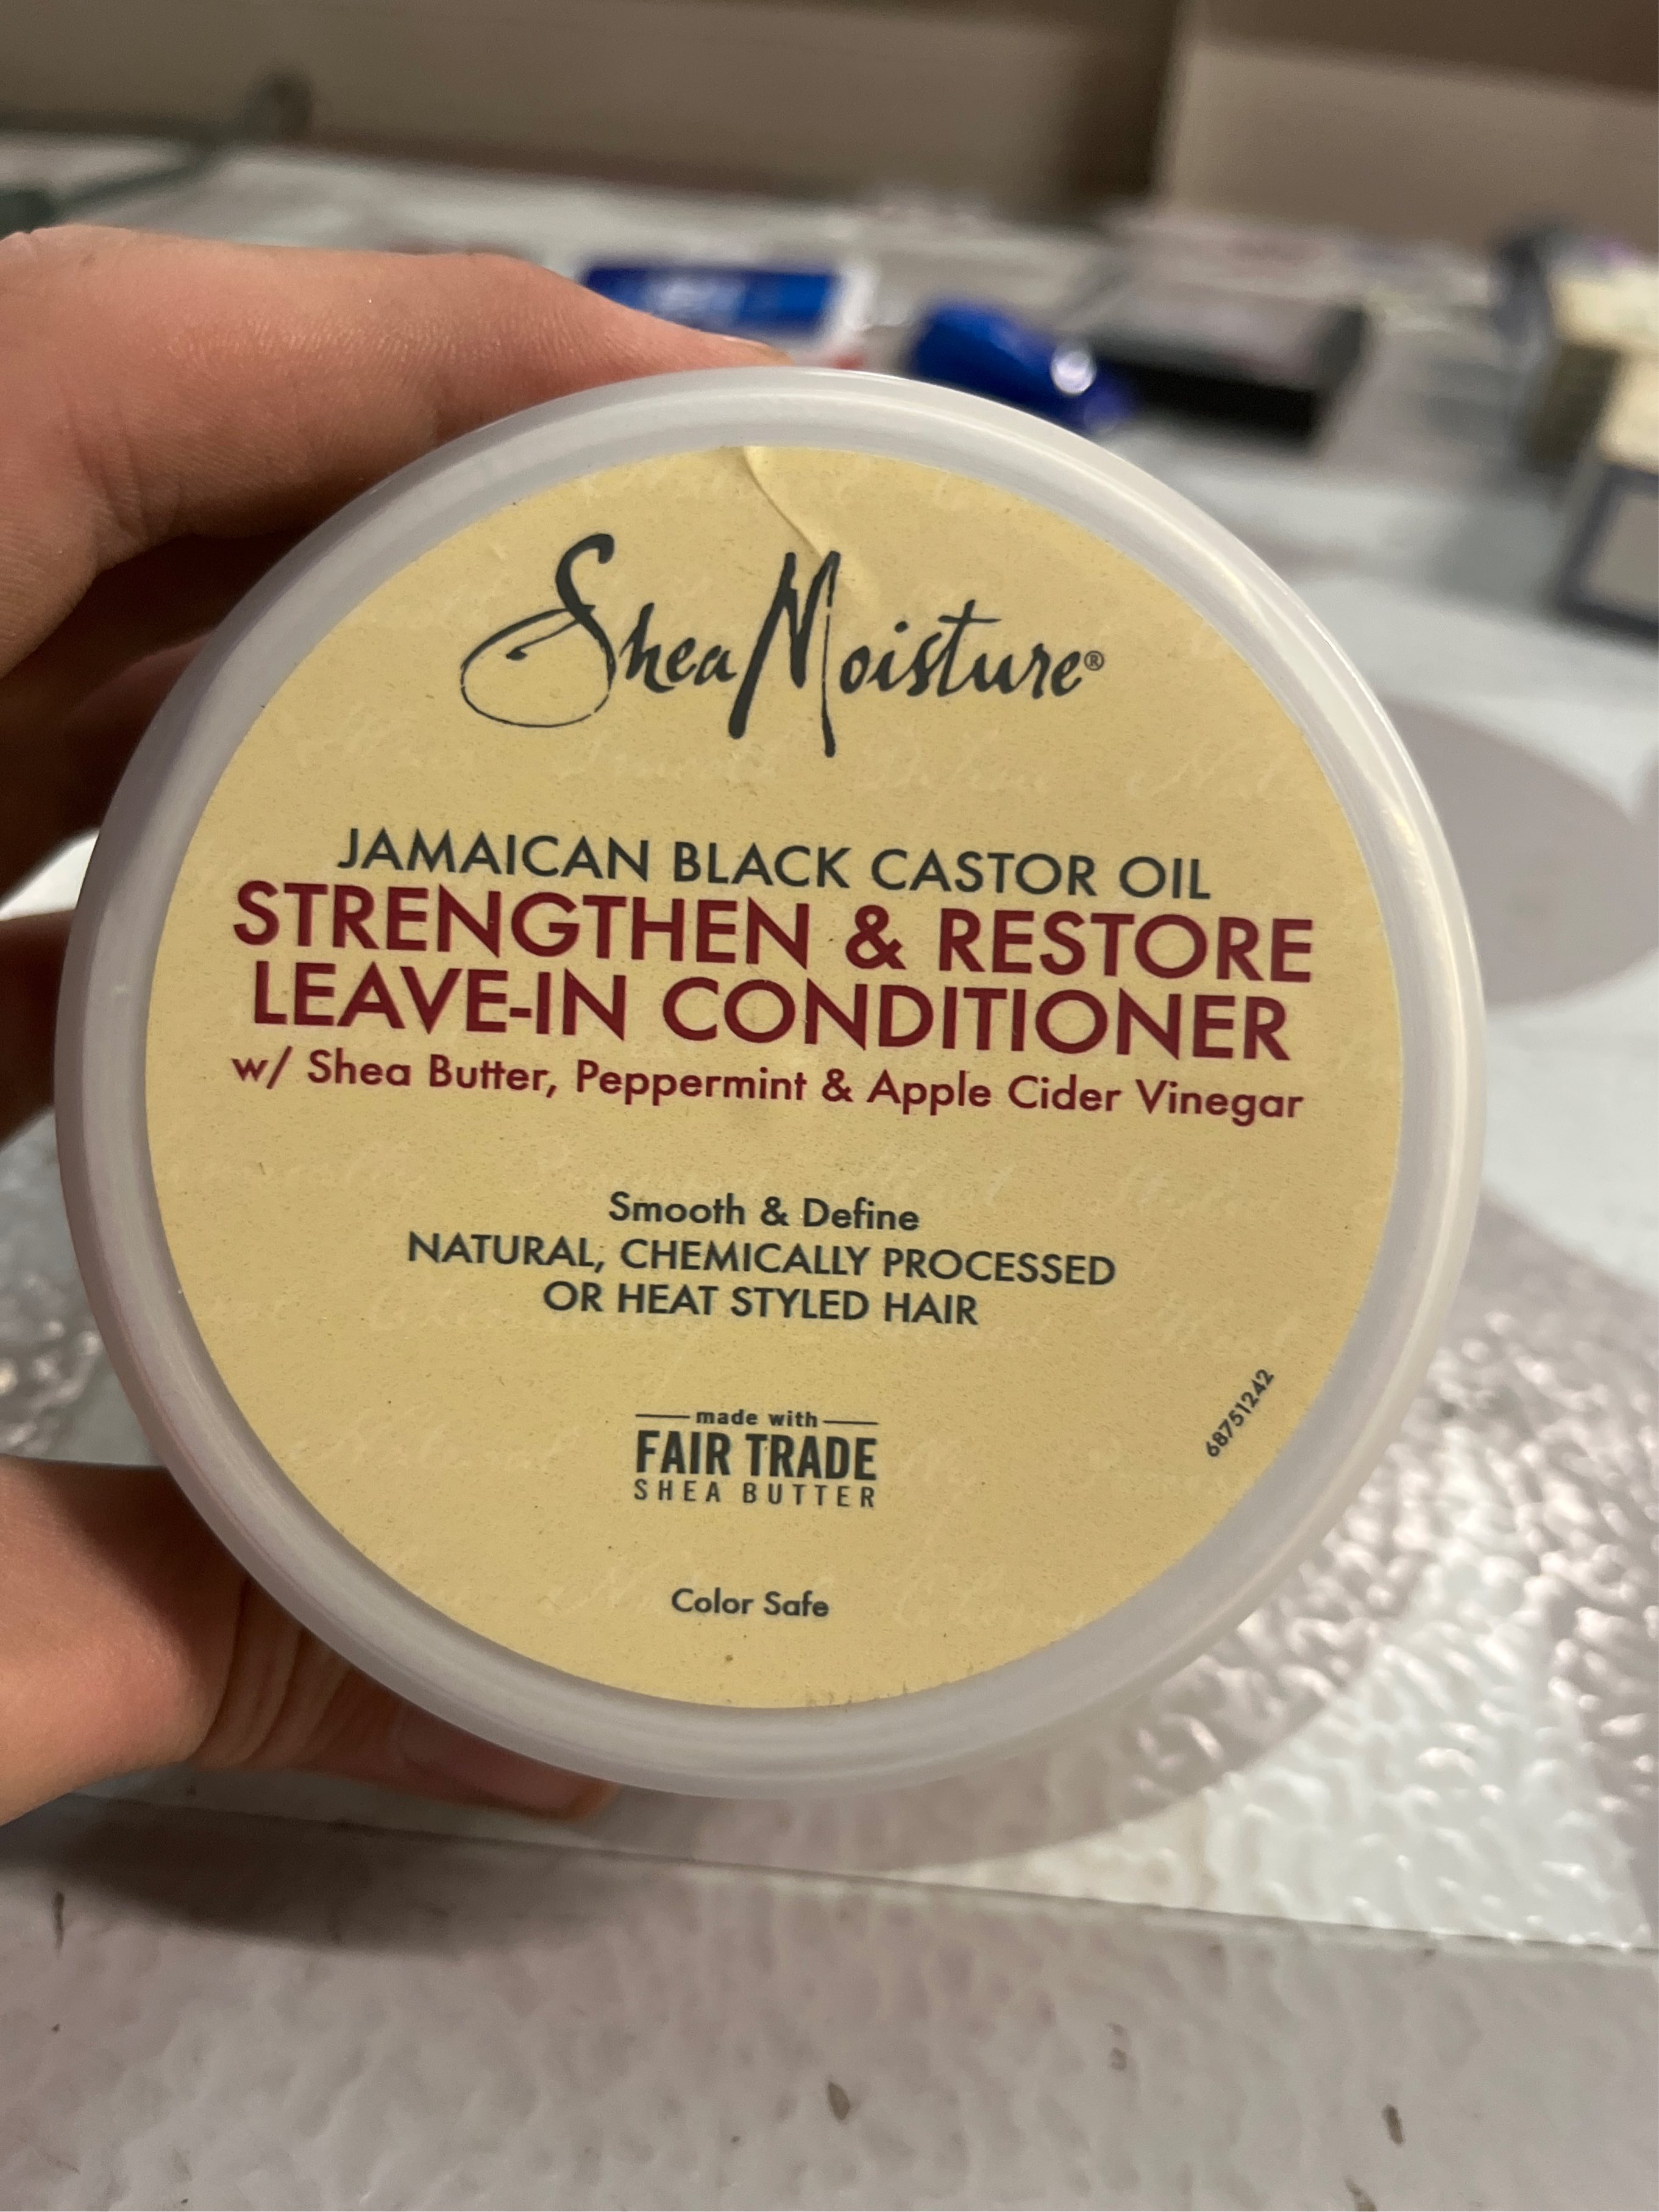 SheaMoisture®
JAMAICAN BLACK CASTOR OIL
STRENGTHEN & RESTORE
LEAVE-IN CONDITIONER
w/ Shea Butter, Peppermint & Apple Cider Vinegar
Smooth & Define
NATURAL, CHEMICALLY PROCESSED
OR HEAT STYLED HAIR
made with
FAIR TRADE
SHEA BUTTER
68751242
Color Safe